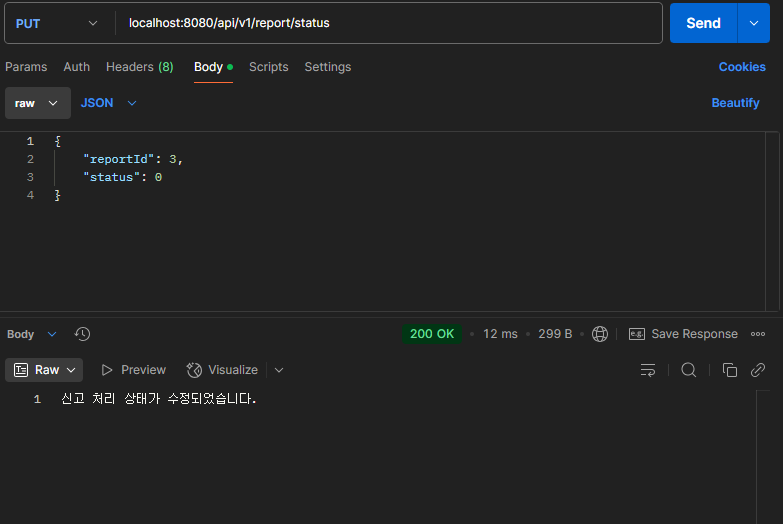 PUT localhost:8080/api/v1/report/status Send
Params Auth Headers (8) Body Scripts Settings Cookies
raw JSON Beautify
1 {
2 "reportId": 3,
3 "status": 0
4 }
Body 200 OK 12 ms 299 B e.g. Save Response
Raw Preview Visualize
1 신고 처리 상태가 수정되었습니다.